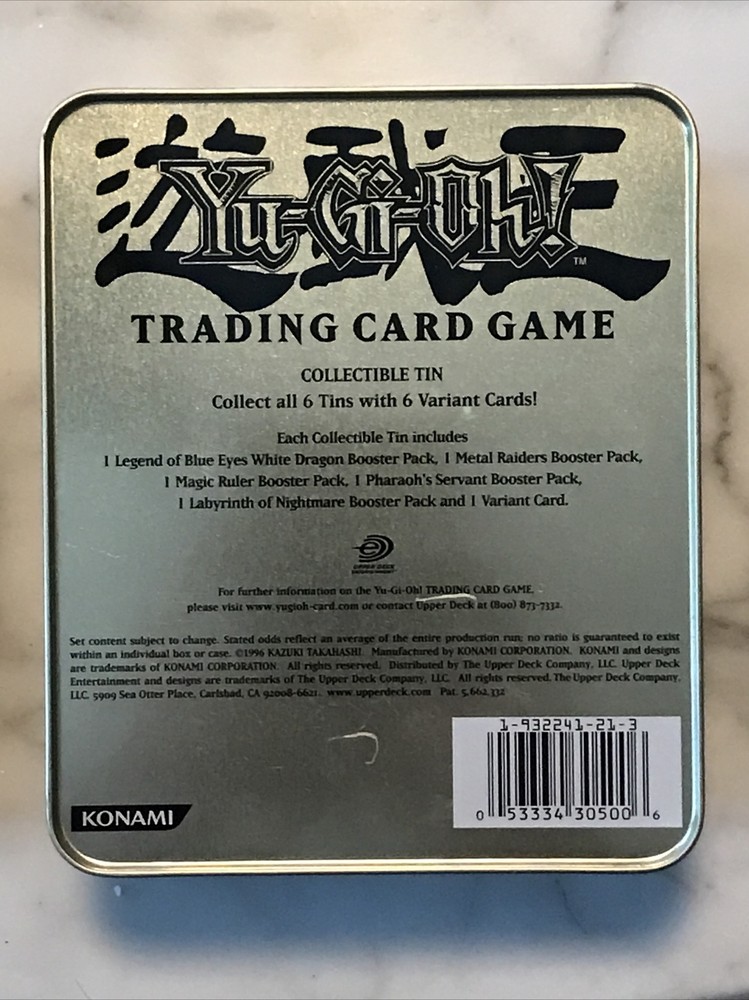 遊戯王
Yu-Gi-Oh!
TM
TRADING CARD GAME
COLLECTIBLE TIN
Collect all 6 Tins with 6 Variant Cards!
Each Collectible Tin includes
1 Legend of Blue Eyes White Dragon Booster Pack, 1 Metal Raiders Booster Pack,
1 Magic Ruler Booster Pack, 1 Pharaoh's Servant Booster Pack,
1 Labyrinth of Nightmare Booster Pack and 1 Variant Card.
UPPER DECK
ENTERTAINMENT
For further information on the Yu-Gi-Oh! TRADING CARD GAME,
please visit www.yugioh-card.com or contact Upper Deck at (800) 873-7332.
Set content subject to change. Stated odds reflect an average of the entire production run; no ratio is guaranteed to exist
within an individual box or case. ©1996 KAZUKI TAKAHASHI. Manufactured by KONAMI CORPORATION. KONAMI and designs
are trademarks of KONAMI CORPORATION. All rights reserved. Distributed by The Upper Deck Company, LLC. Upper Deck
Entertainment and designs are trademarks of The Upper Deck Company, LLC. All rights reserved. The Upper Deck Company,
LLC. 5909 Sea Otter Place, Carlsbad, CA 92008-6621. www.upperdeck.com Pat. 5,662,332
1-932241-21-3
0 53334 30500 6
KONAMI